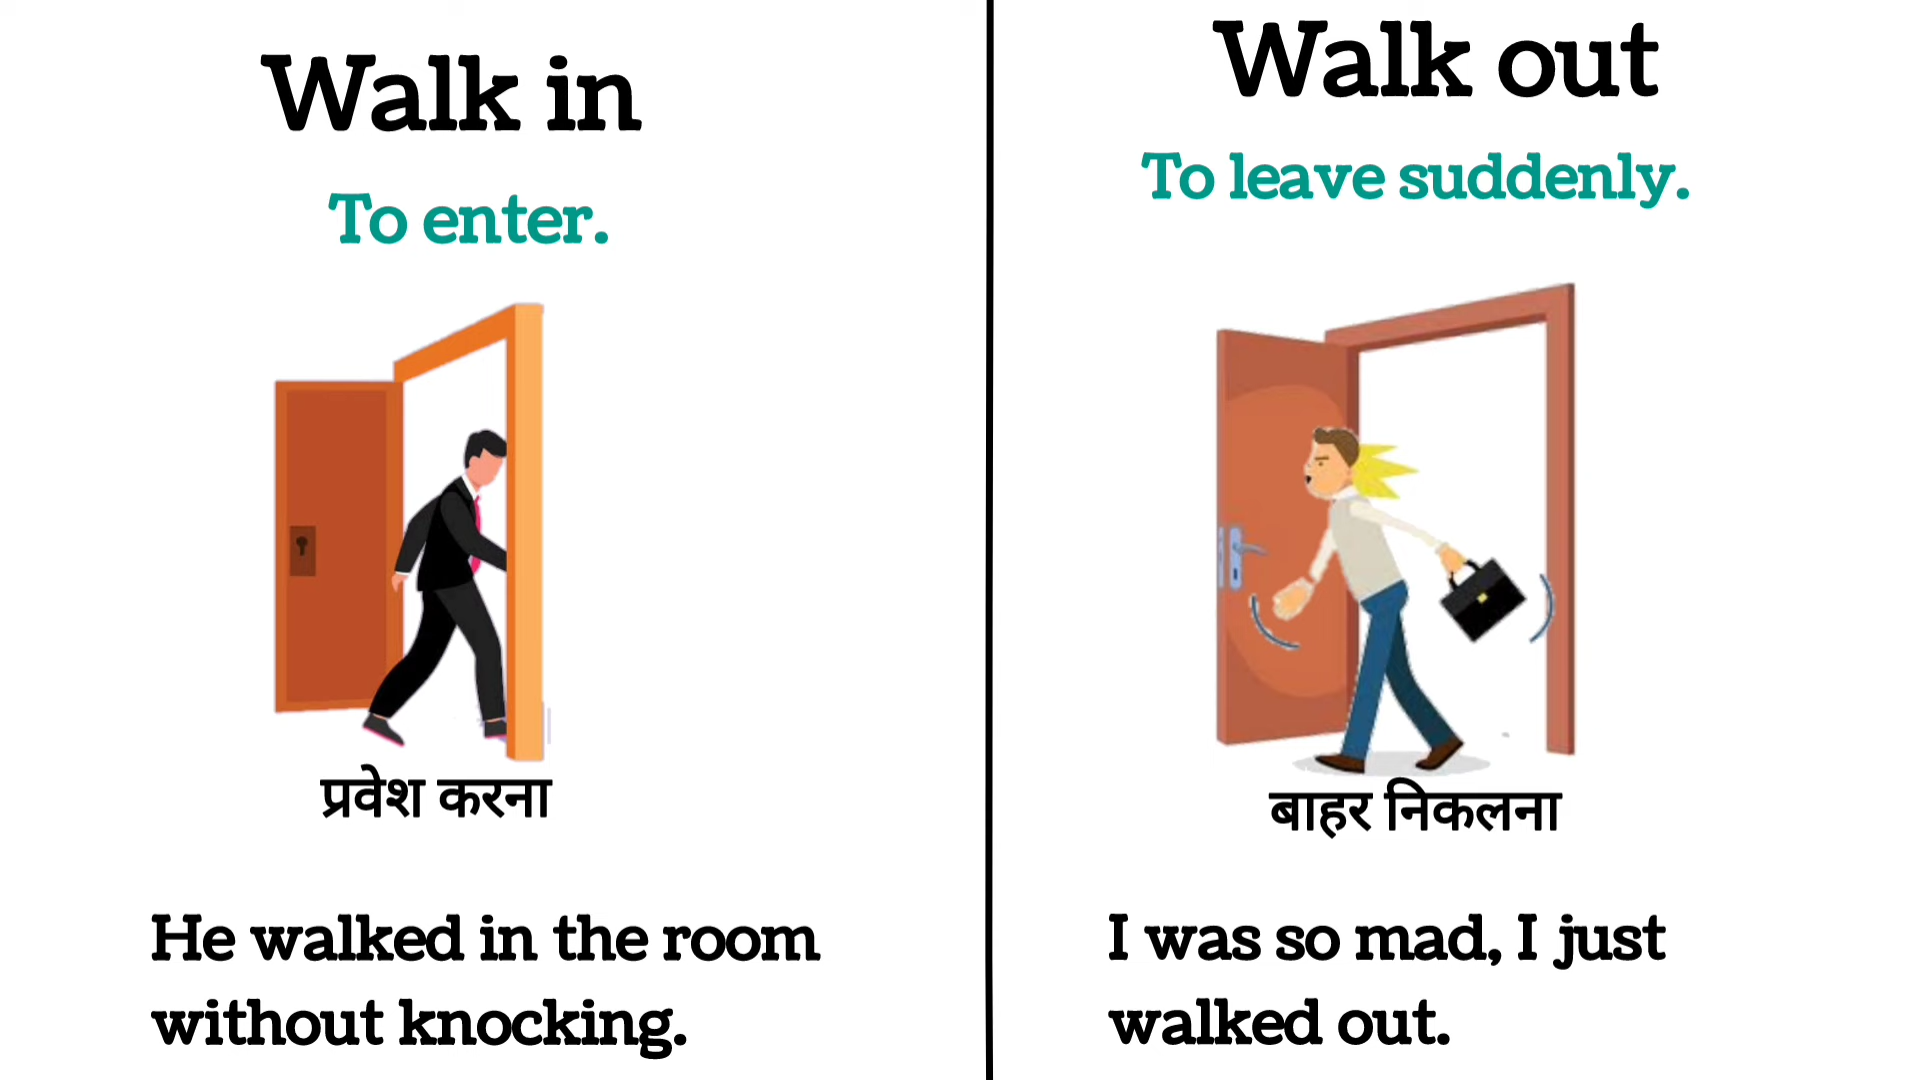 Walk in
To enter.
प्रवेश करना
He walked in the room
without knocking.
Walk out
To leave suddenly.
बाहर निकलना
I was so mad, I just
walked out.